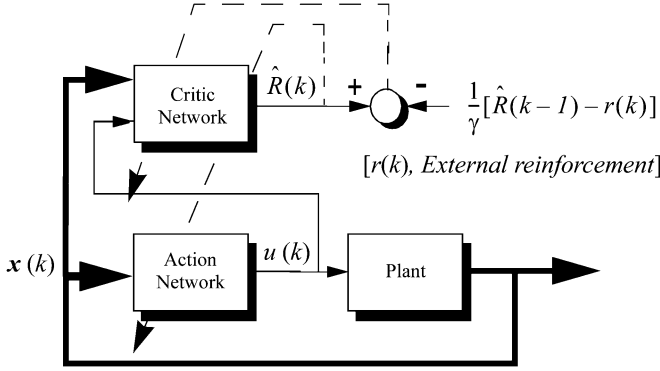 Critic
Network
R̂(k)
+
-
1/γ [R̂(k – 1) – r(k)]
[r(k), External reinforcement]
x (k)
Action
Network
u (k)
Plant